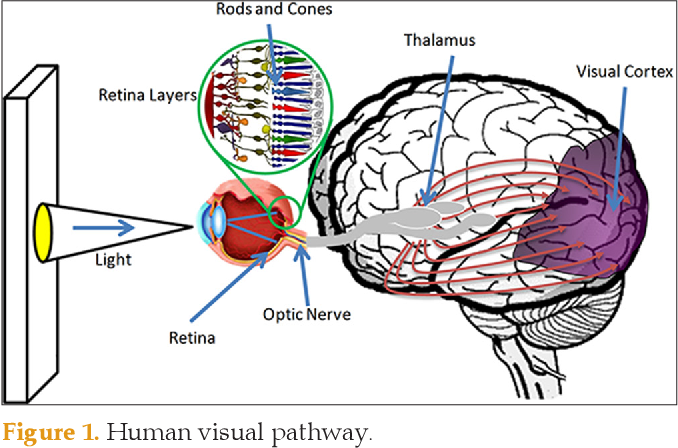 Rods and Cones
Thalamus
Visual Cortex
Retina Layers
Light
Optic Nerve
Retina
Figure 1. Human visual pathway.